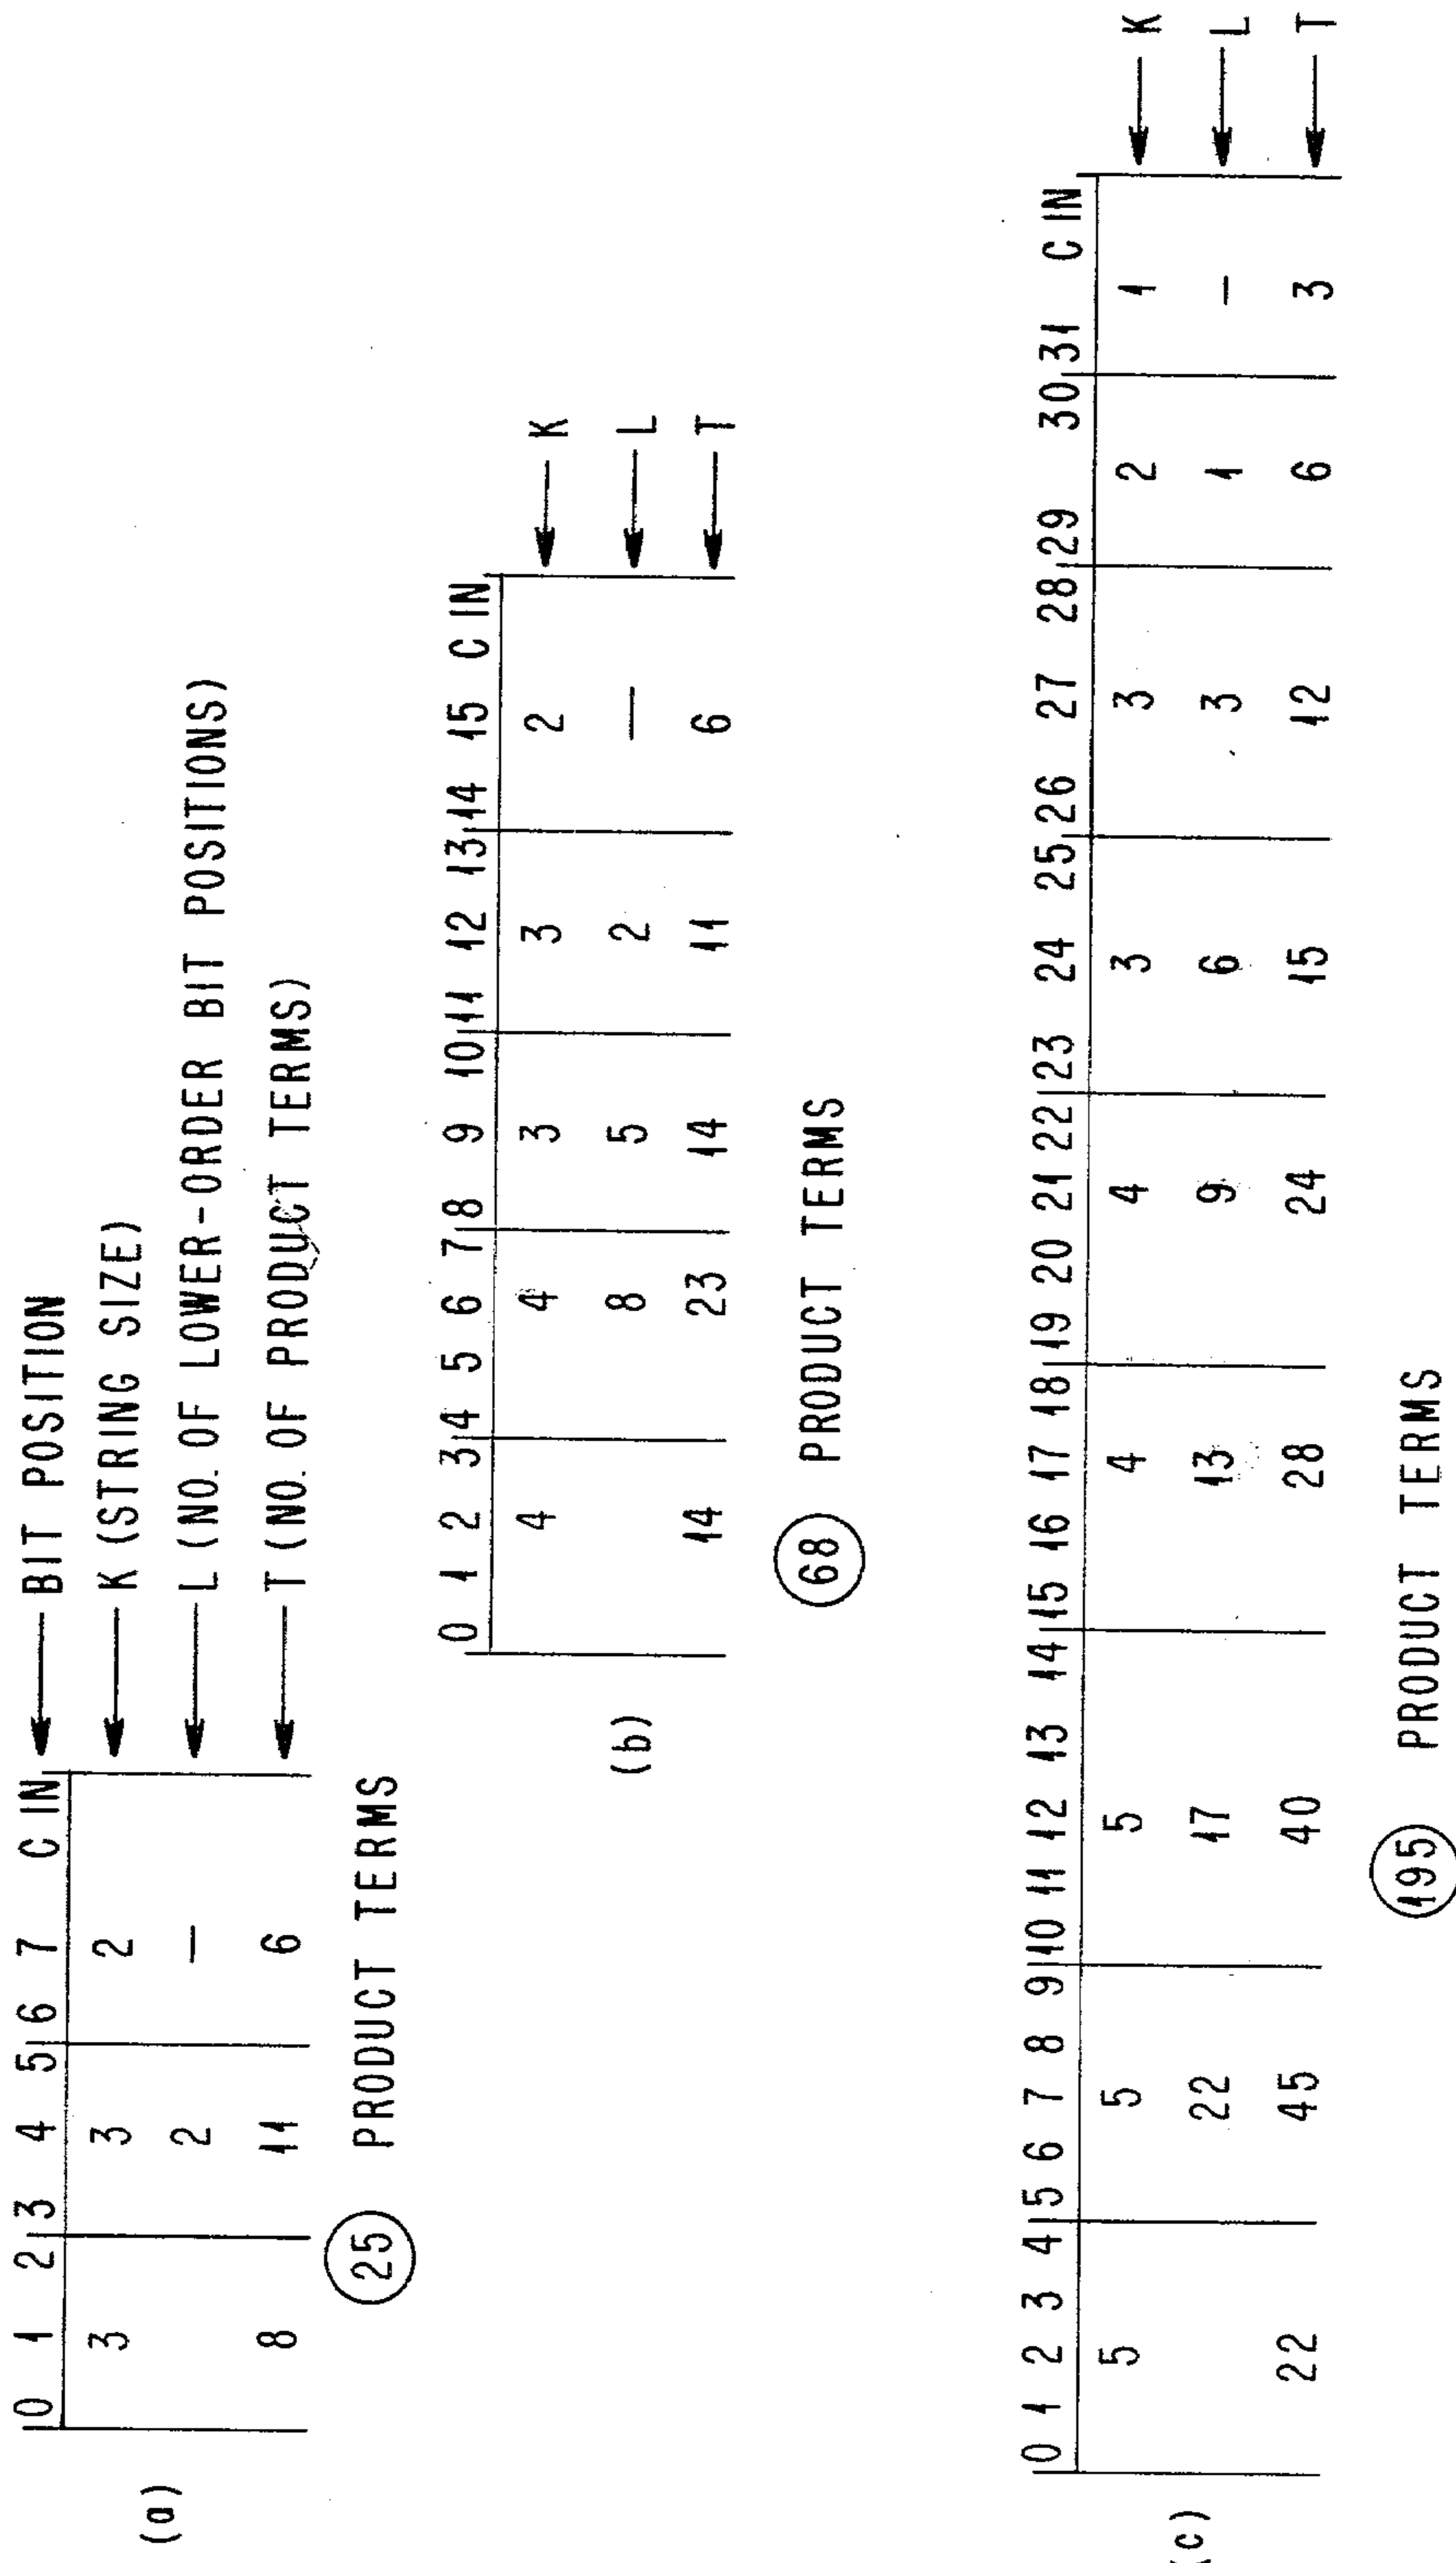 0 1 2 3 4 5 6 7 C IN BIT POSITION
3 3 2 K (STRING SIZE)
2 – L (NO. OF LOWER-ORDER BIT POSITIONS)
8 11 6 T (NO. OF PRODUCT TERMS)
(a)
25 PRODUCT TERMS
0 1 2 3 4 5 6 7 8 9 10 11 12 13 14 15 C IN
4 4 3 3 2 K
8 5 2 – L
14 23 14 11 6 T
(b)
68 PRODUCT TERMS
0 1 2 3 4 5 6 7 8 9 10 11 12 13 14 15 16 17 18 19 20 21 22 23 24 25 26 27 28 29 30 31 C IN
5 5 5 4 4 3 3 2 1 K
22 17 13 9 6 3 1 – L
22 45 40 28 24 15 12 6 3 T
(c)
195 PRODUCT TERMS